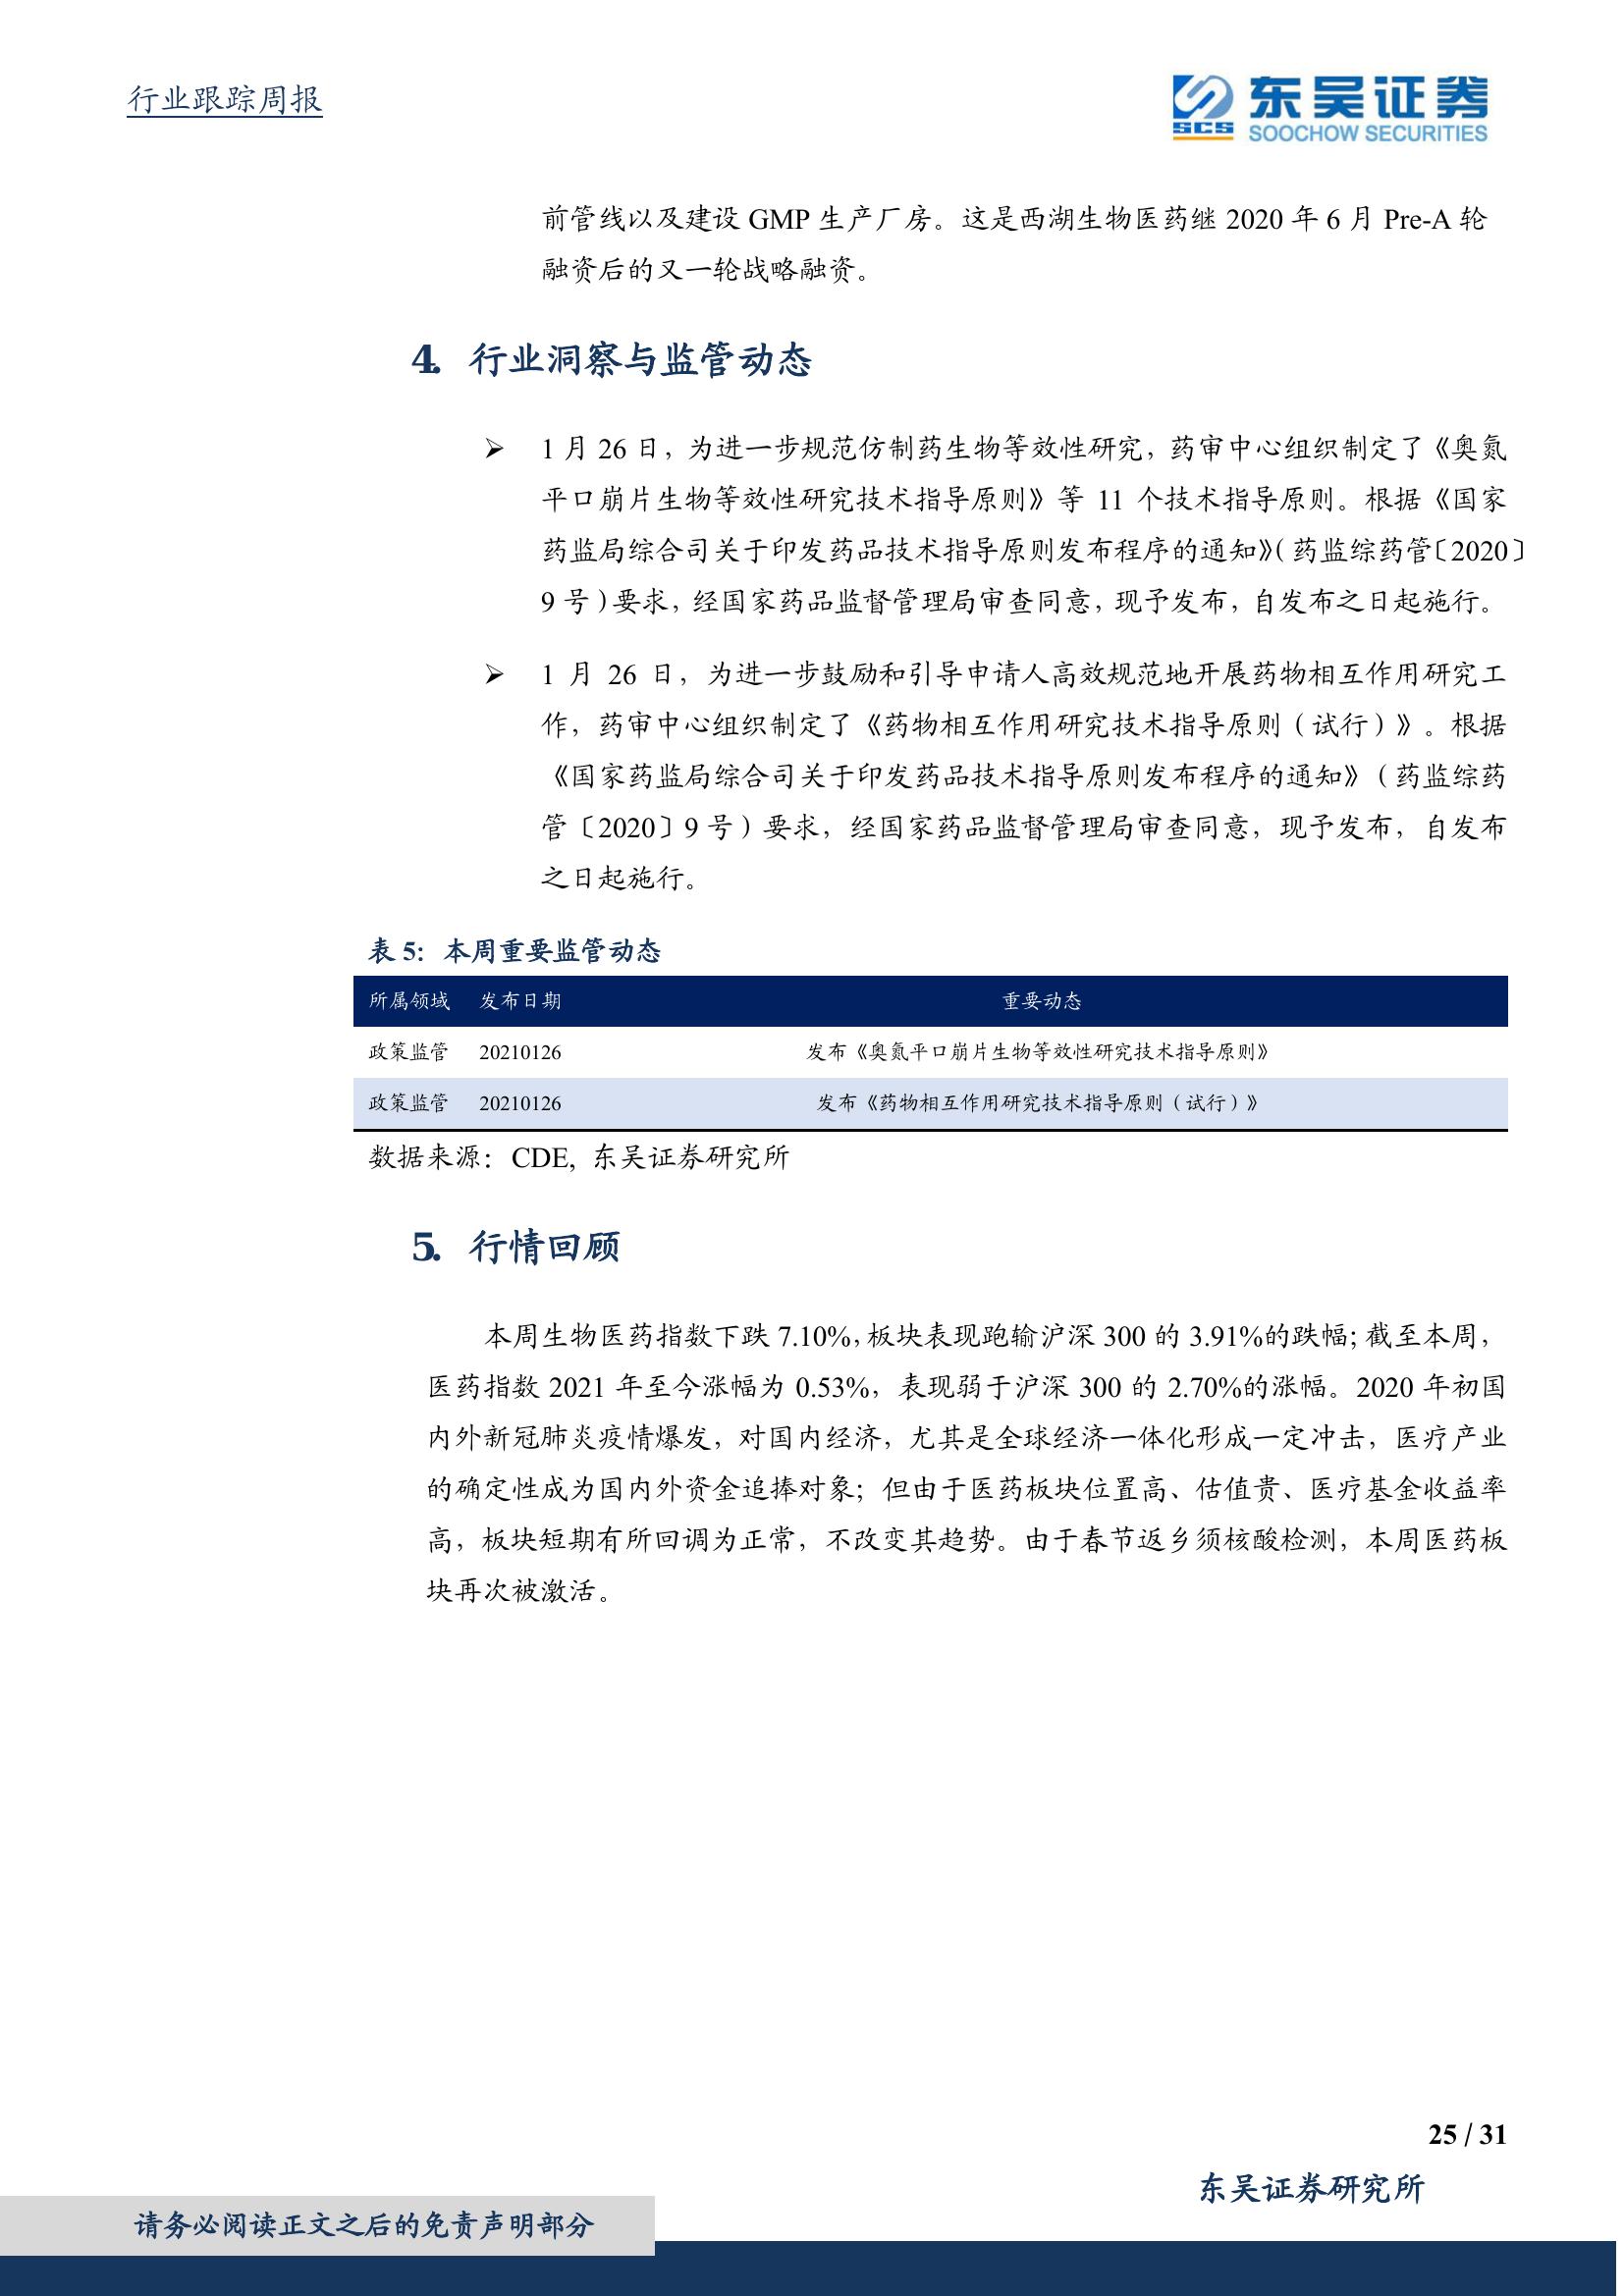 行业跟踪周报
SCS
东吴证券
SOOCHOW SECURITIES
前管线以及建设 GMP 生产厂房。这是西湖生物医药继 2020 年 6 月 Pre-A 轮
融资后的又一轮战略融资。
4. 行业洞察与监管动态
➢ 1 月 26 日，为进一步规范仿制药生物等效性研究，药审中心组织制定了《奥氮
平口崩片生物等效性研究技术指导原则》等 11 个技术指导原则。根据《国家
药监局综合司关于印发药品技术指导原则发布程序的通知》（药监综药管〔2020〕
9 号）要求，经国家药品监督管理局审查同意，现予发布，自发布之日起施行。
➢ 1 月 26 日，为进一步鼓励和引导申请人高效规范地开展药物相互作用研究工
作，药审中心组织制定了《药物相互作用研究技术指导原则（试行）》。根据
《国家药监局综合司关于印发药品技术指导原则发布程序的通知》（药监综药
管〔2020〕9 号）要求，经国家药品监督管理局审查同意，现予发布，自发布
之日起施行。
表 5：本周重要监管动态
所属领域 发布日期 重要动态
政策监管 20210126 发布《奥氮平口崩片生物等效性研究技术指导原则》
政策监管 20210126 发布《药物相互作用研究技术指导原则（试行）》
数据来源：CDE, 东吴证券研究所
5. 行情回顾
本周生物医药指数下跌 7.10%，板块表现跑输沪深 300 的 3.91%的跌幅；截至本周，
医药指数 2021 年至今涨幅为 0.53%，表现弱于沪深 300 的 2.70%的涨幅。2020 年初国
内外新冠肺炎疫情爆发，对国内经济，尤其是全球经济一体化形成一定冲击，医疗产业
的确定性成为国内外资金追捧对象；但由于医药板块位置高、估值贵、医疗基金收益率
高，板块短期有所回调为正常，不改变其趋势。由于春节返乡须核酸检测，本周医药板
块再次被激活。
25 / 31
东吴证券研究所
请务必阅读正文之后的免责声明部分